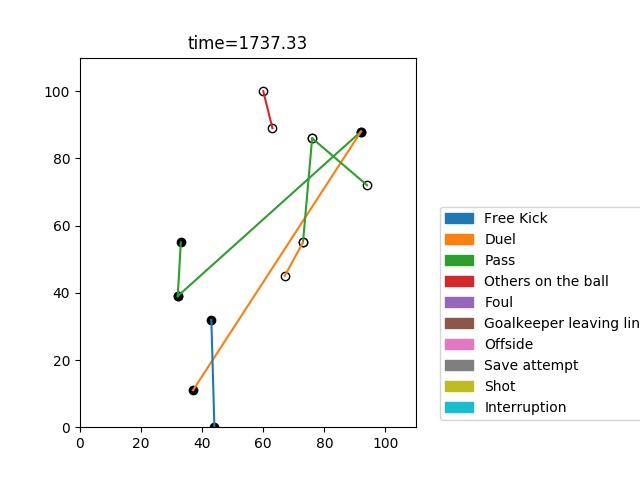 time=1737.33
100
80
60
40
20
0
0 20 40 60 80 100
Free Kick
Duel
Pass
Others on the ball
Foul
Goalkeeper leaving lin
Offside
Save attempt
Shot
Interruption